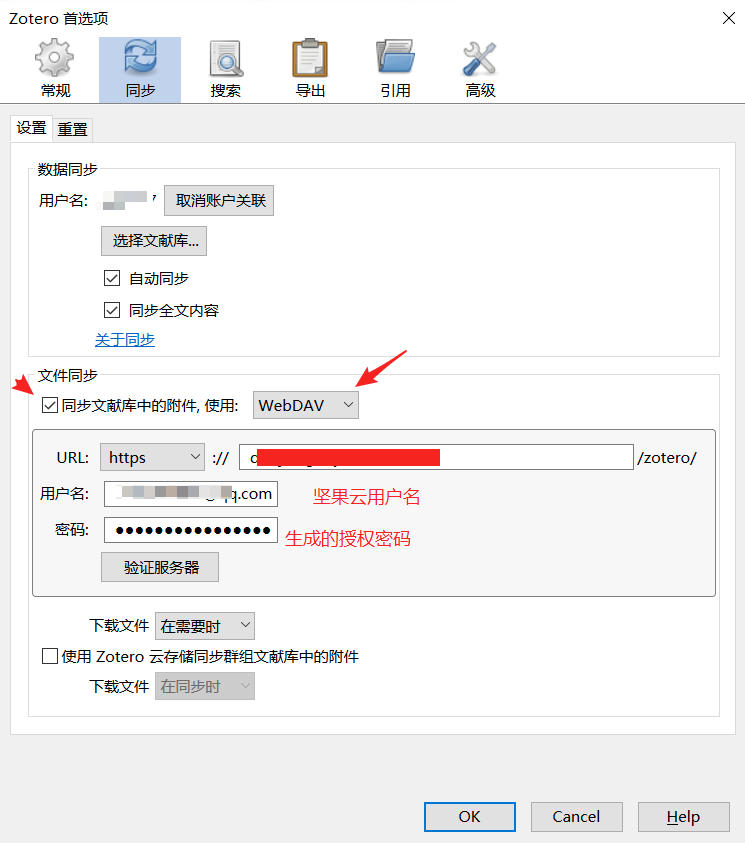 Zotero 首选项
常规 同步 搜索 导出 引用 高级
设置 重置
数据同步
用户名: 取消账户关联
选择文献库...
自动同步
同步全文内容
关于同步
文件同步
同步文献库中的附件, 使用: WebDAV
URL: https :// /zotero/
用户名: qq.com 坚果云用户名
密码: ●●●●●●●●●●●●●●●● 生成的授权密码
验证服务器
下载文件 在需要时
使用 Zotero 云存储同步群组文献库中的附件
下载文件 在同步时
OK Cancel Help